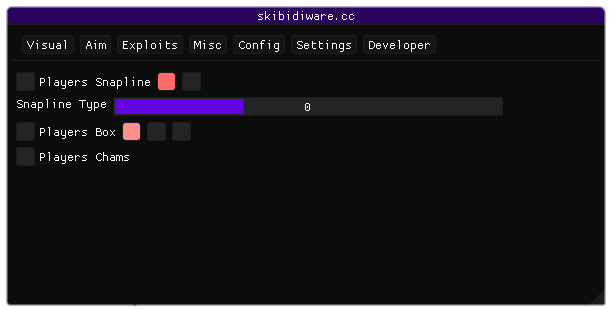 skibidiware.cc
Visual Aim Exploits Misc Config Settings Developer
Players Snapline
Snapline Type 0
Players Box
Players Chams